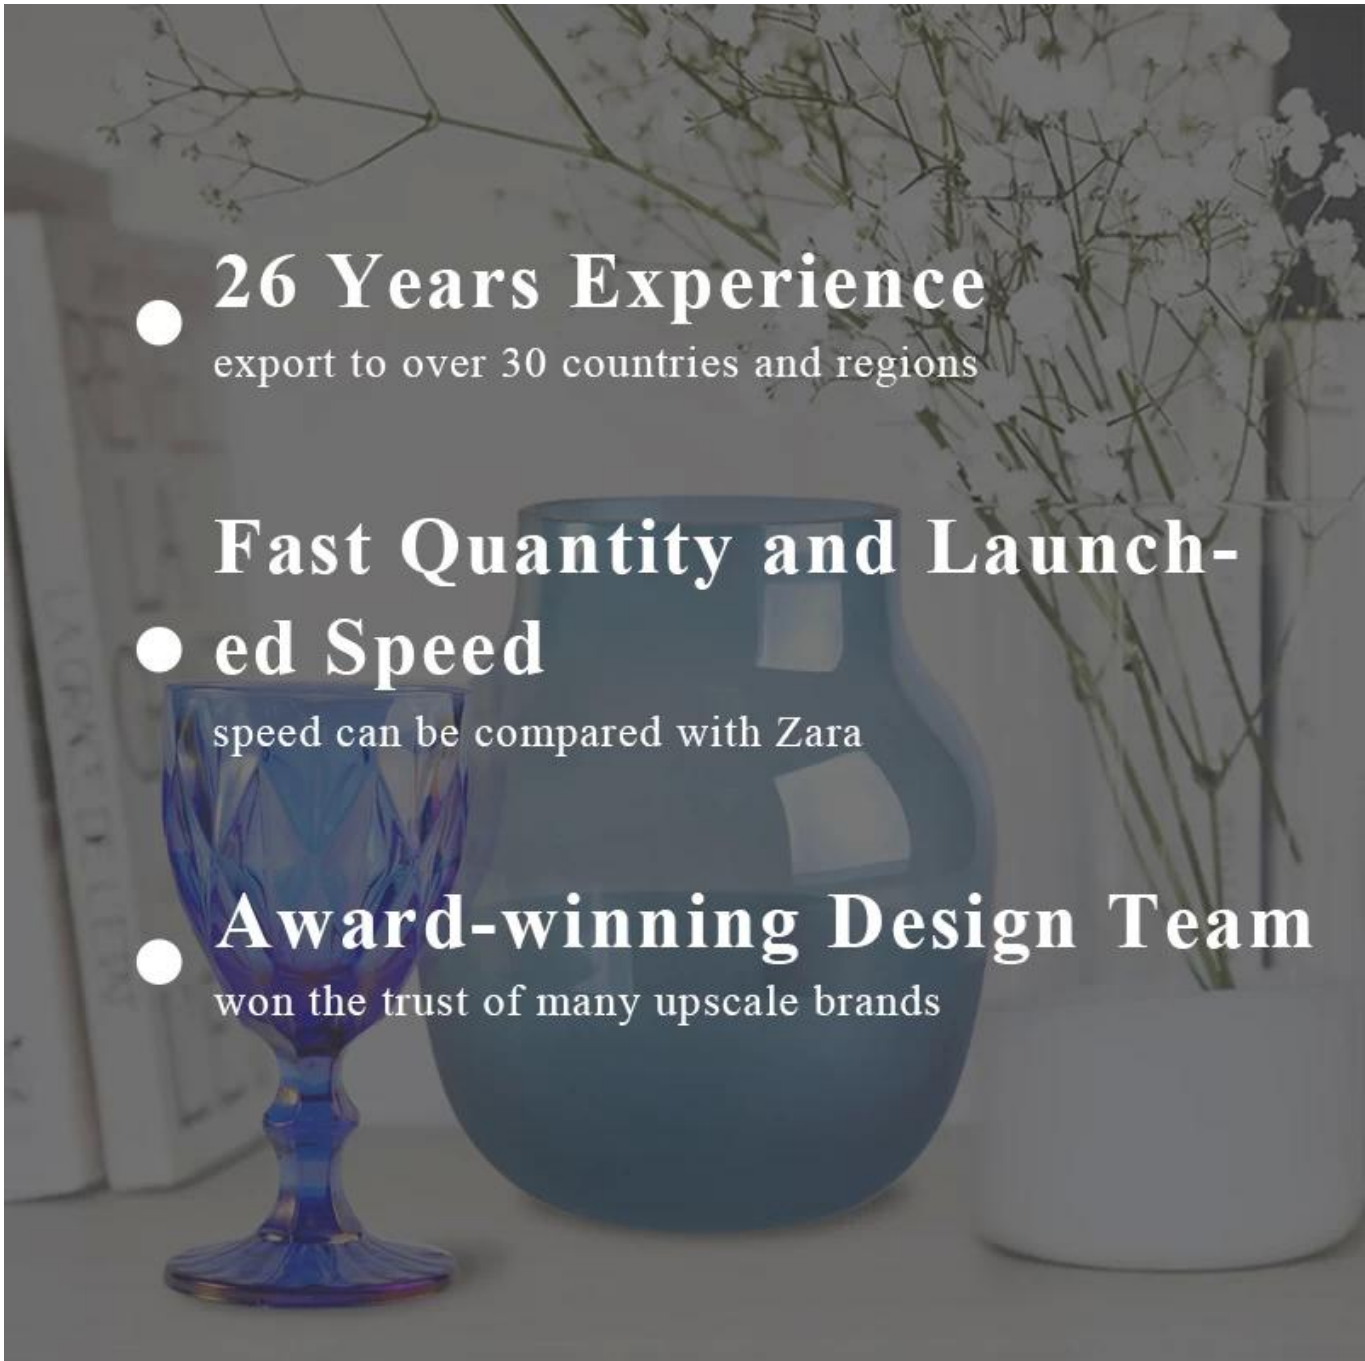 26 Years Experience
export to over 30 countries and regions
Fast Quantity and Launch-
ed Speed
speed can be compared with Zara
Award-winning Design Team
won the trust of many upscale brands